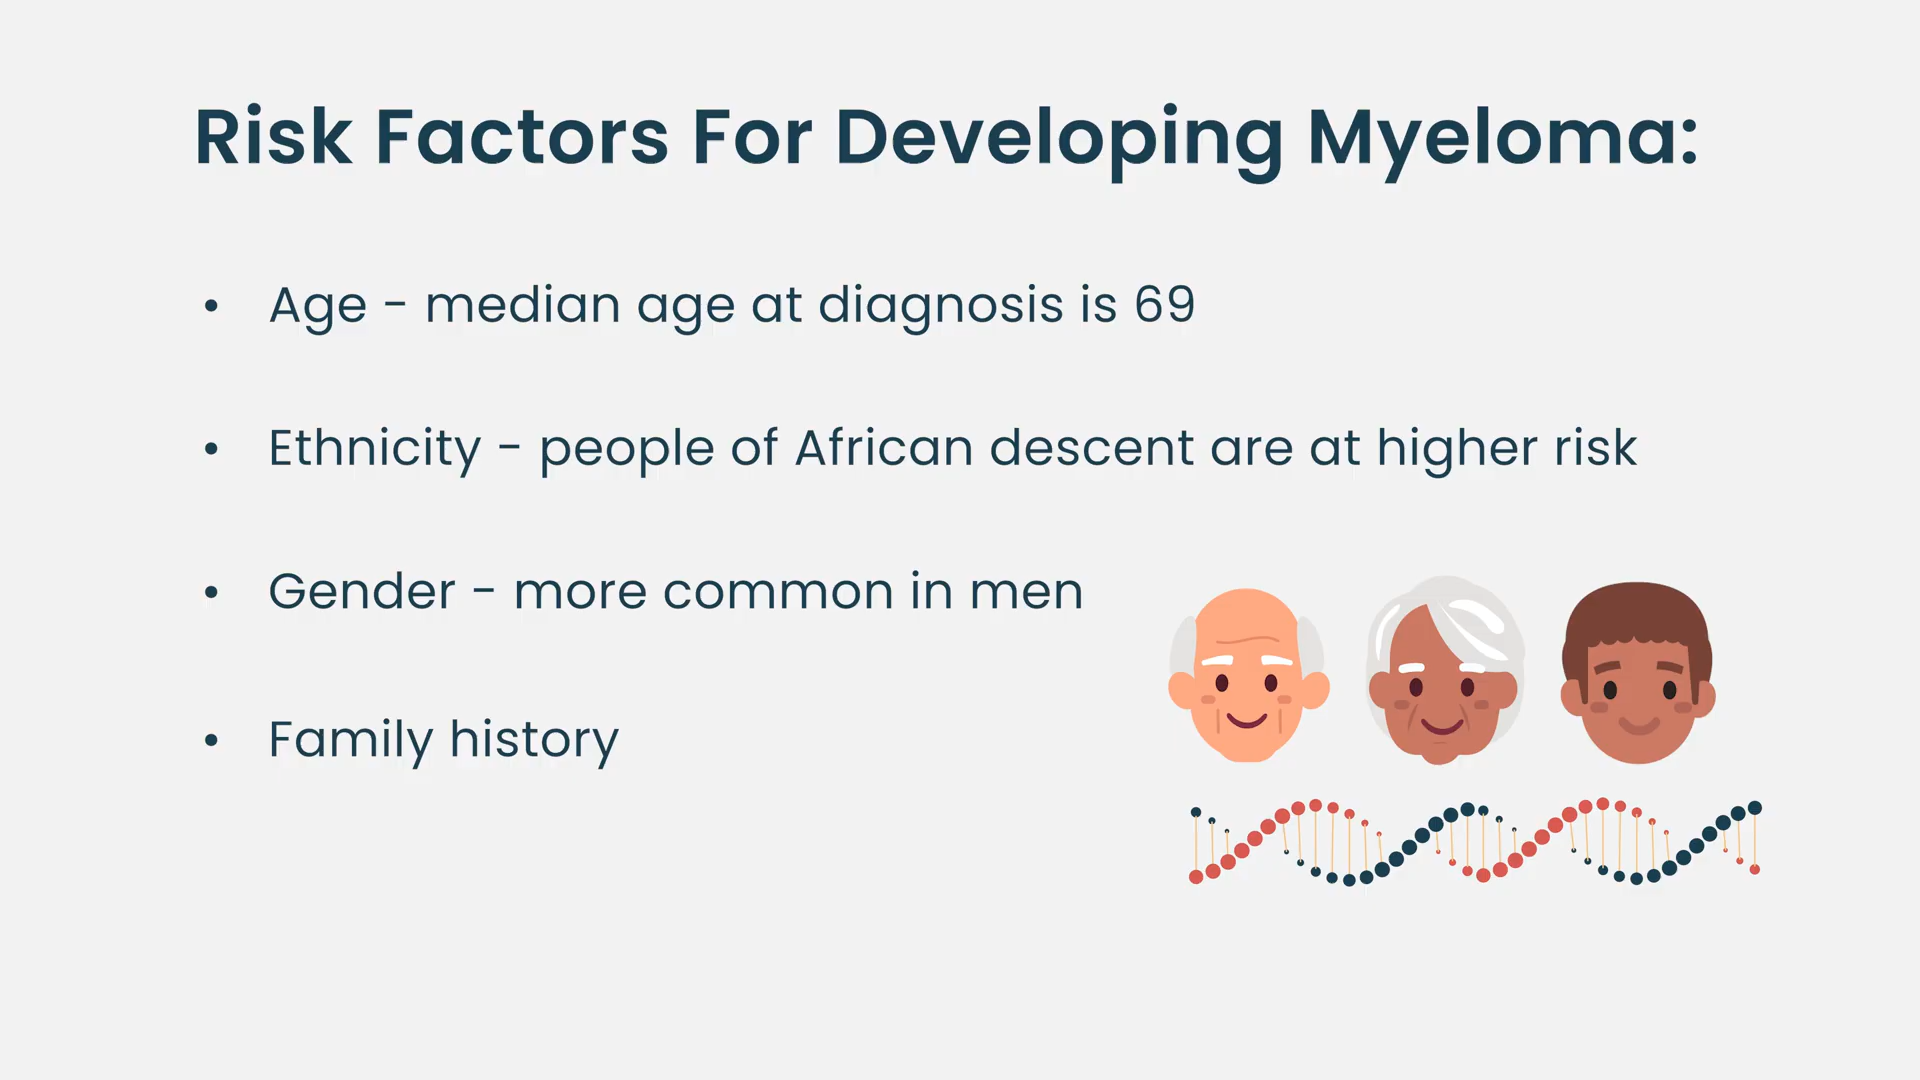 Risk Factors For Developing Myeloma:
• Age - median age at diagnosis is 69
• Ethnicity - people of African descent are at higher risk
• Gender - more common in men
• Family history